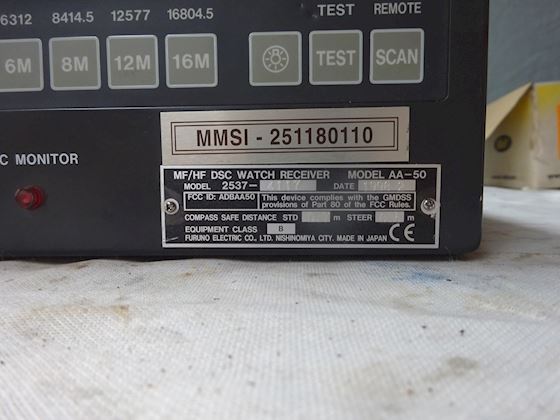 6312 8414.5 12577 16804.5 TEST REMOTE
6M 8M 12M 16M TEST SCAN
MMSI - 251180110
C MONITOR
MF/HF DSC WATCH RECEIVER MODEL AA-50
MODEL 2537- DATE
FCC ID: ADBAA50
This device complies with the GMDSS
provisions of Part 80 of the FCC Rules.
COMPASS SAFE DISTANCE STD m STEER m
EQUIPMENT CLASS B
FURUNO ELECTRIC CO., LTD. NISHINOMIYA CITY. MADE IN JAPAN CE